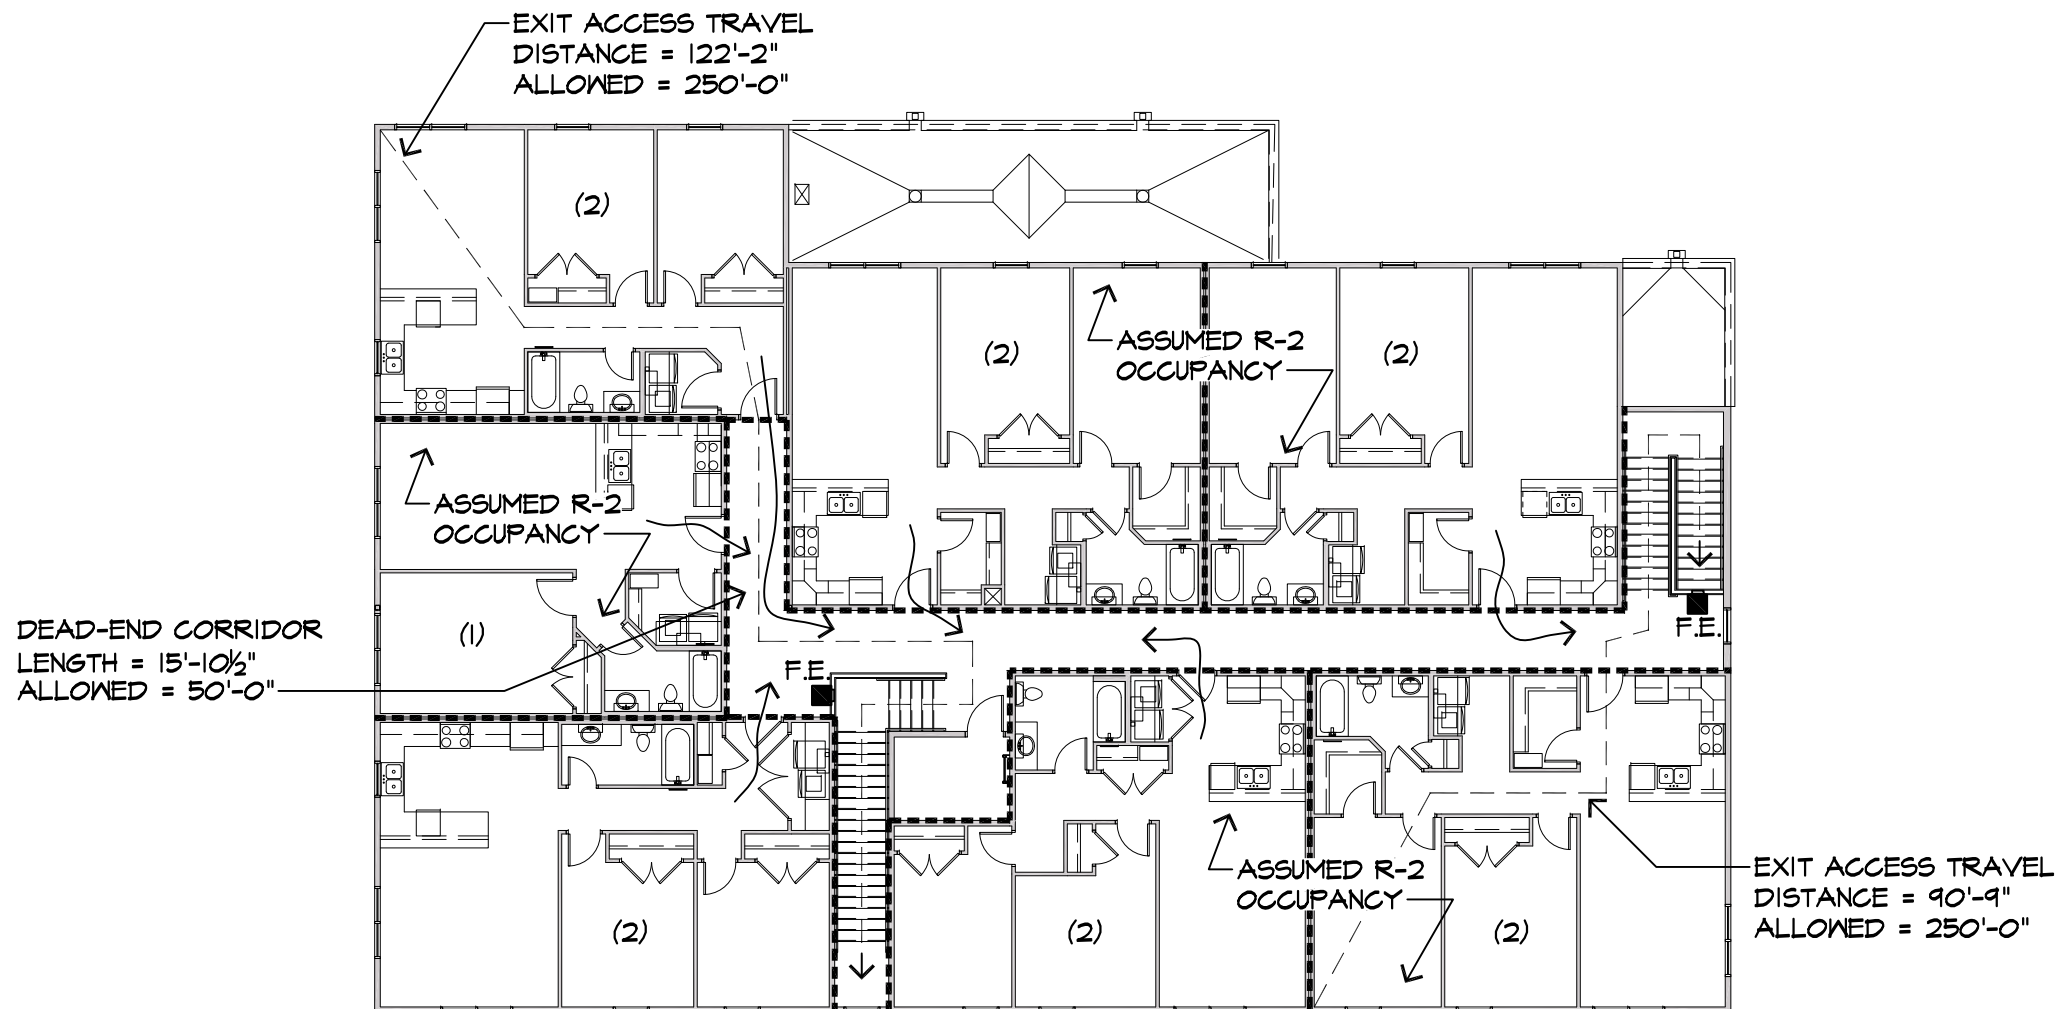 EXIT ACCESS TRAVEL
DISTANCE = 122'-2"
ALLOWED = 250'-0"
(2)
ASSUMED R-2
OCCUPANCY
(2)
(2)
ASSUMED R-2
OCCUPANCY
DEAD-END CORRIDOR
LENGTH = 15'-10½"
ALLOWED = 50'-0"
(1)
F.E.
F.E.
ASSUMED R-2
OCCUPANCY
EXIT ACCESS TRAVEL
DISTANCE = 90'-9"
ALLOWED = 250'-0"
(2)
(2)
(2)